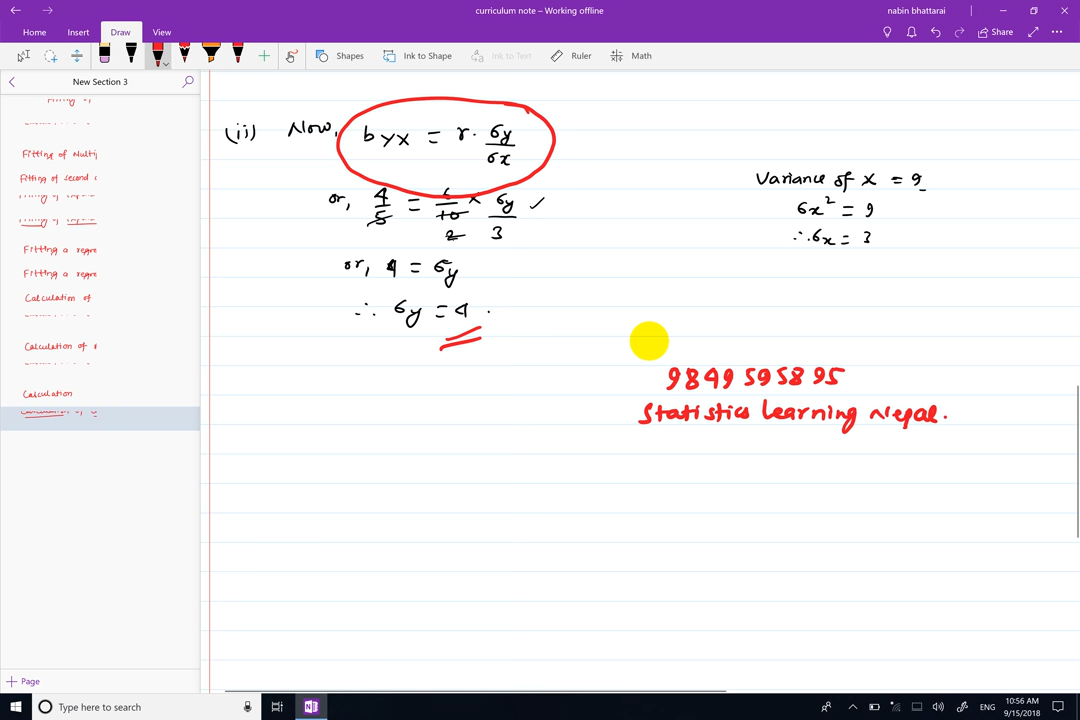 curriculum note – Working offline
nabin bhattarai
Home Insert Draw View
Share
Shapes Ink to Shape Ink to Text Ruler Math
New Section 3
Fitting of Multi
Fitting of second
Fitting a regre
Fitting a regre
Calculation of
Calculation of
Calculation
Page
(ii) Now, byx = r. σy/σx
or, 4/5 = 6/10 × σy/3 ✓
2
or, 4 = σy
∴ σy = 4.
Variance of X = 9
σx² = 9
∴ σx = 3
9849 595895
Statistics Learning Nepal.
Type here to search
ENG
10:56 AM
9/15/2018